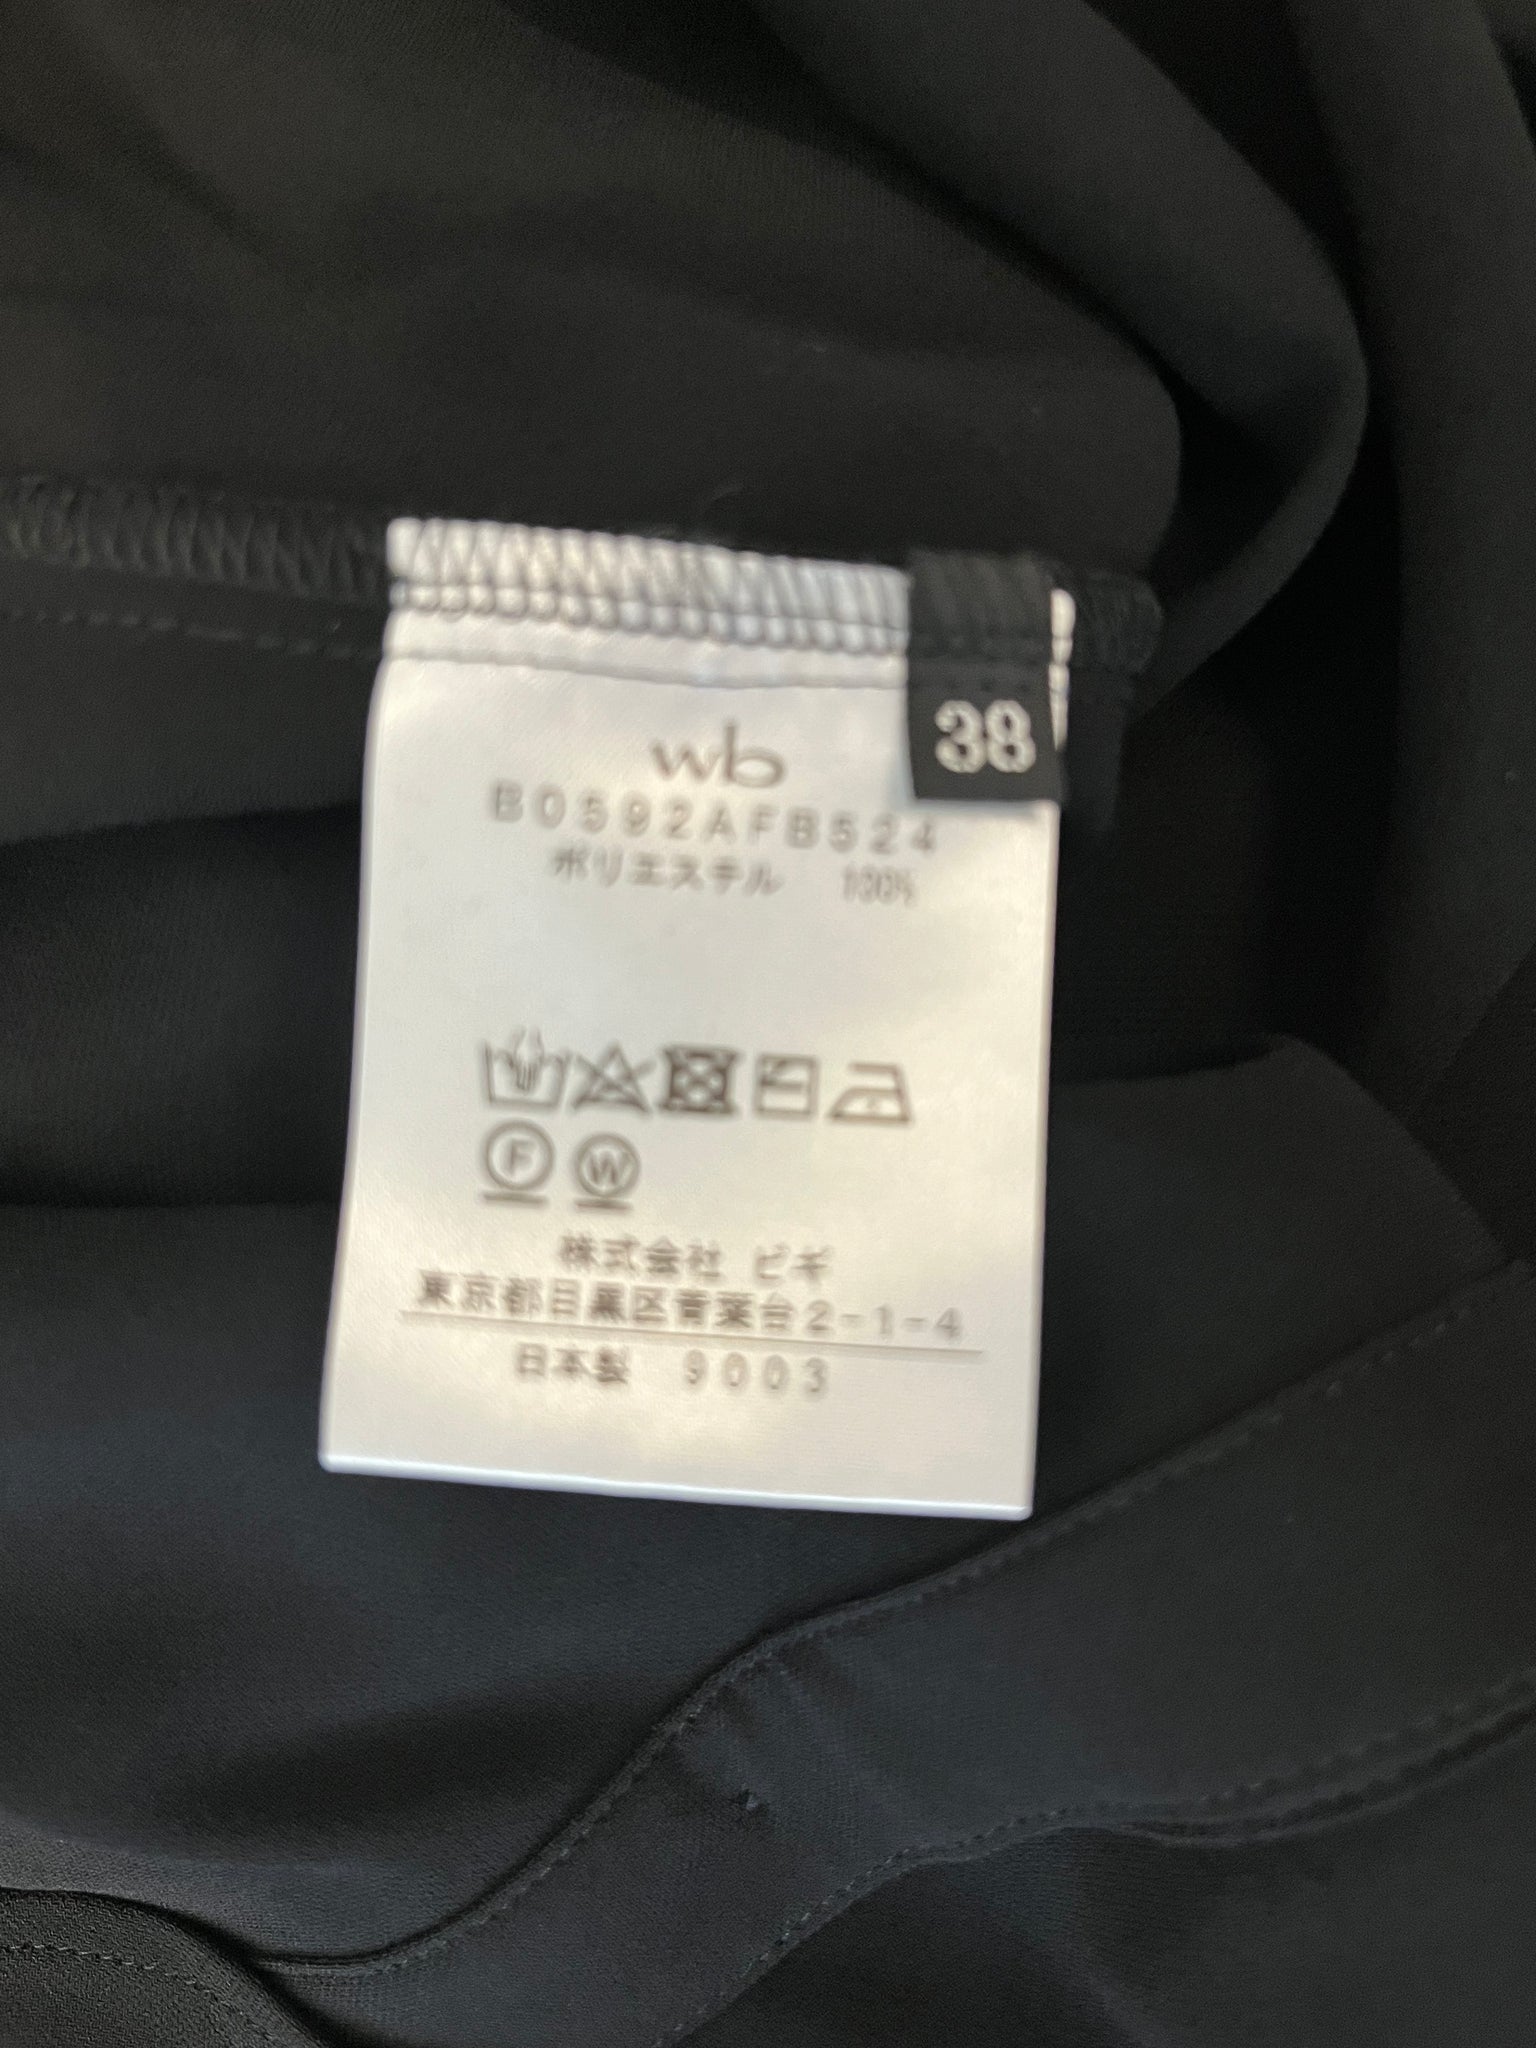 38
wb
B0592AFB524
ポリエステル 100%
F W
株式会社 ビギ
東京都目黒区青葉台2-1-4
日本製 9003